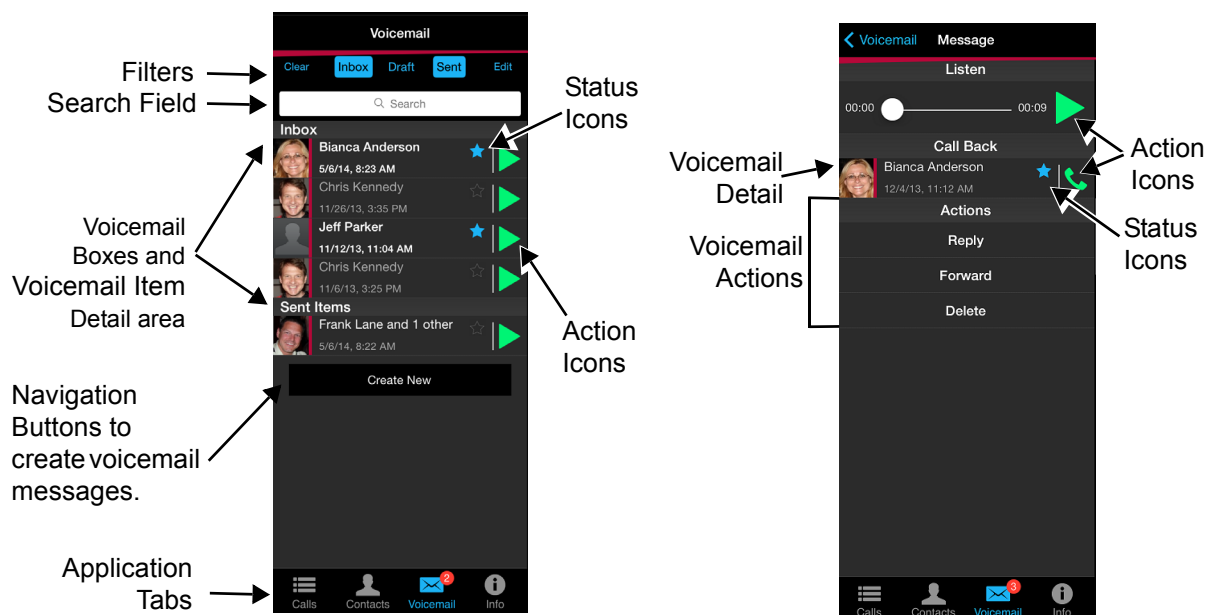 Voicemail
Clear Inbox Draft Sent Edit
Search
Inbox
Bianca Anderson
5/6/14, 8:23 AM
Chris Kennedy
11/26/13, 3:35 PM
Jeff Parker
11/12/13, 11:04 AM
Chris Kennedy
11/6/13, 3:25 PM
Sent Items
Frank Lane and 1 other
5/6/14, 8:22 AM
Create New
2
Calls Contacts Voicemail Info
Filters
Search Field
Voicemail
Boxes and
Voicemail Item
Detail area
Navigation
Buttons to
create voicemail
messages.
Application
Tabs
Status
Icons
Action
Icons
Voicemail Message
Listen
00:00 00:09
Call Back
Bianca Anderson
12/4/13, 11:12 AM
Actions
Reply
Forward
Delete
3
Calls Contacts Voicemail Info
Voicemail
Detail
Voicemail
Actions
Action
Icons
Status
Icons